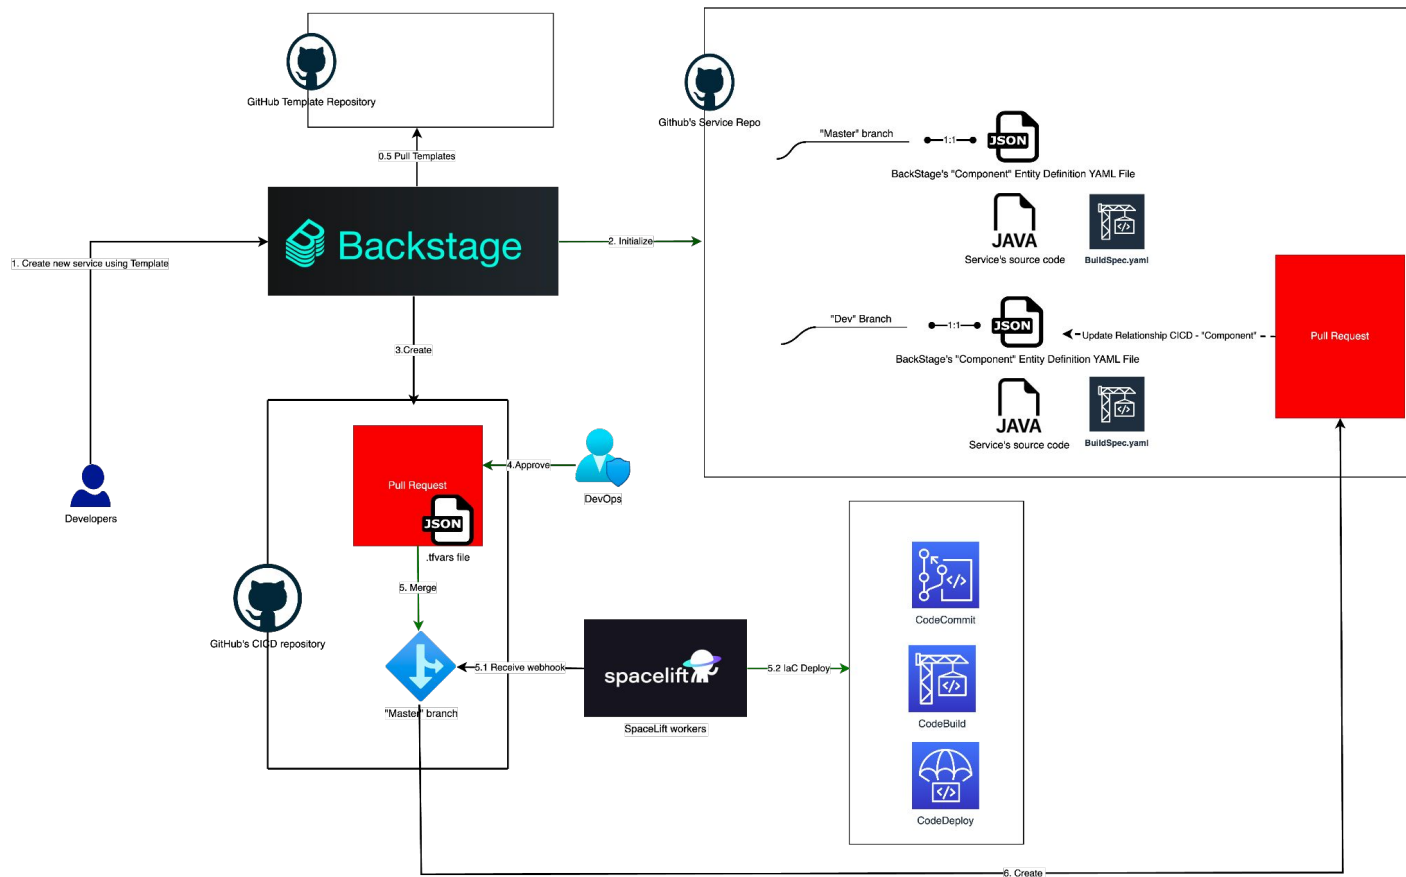 GitHub Template Repository
0.5 Pull Templates
Backstage
1. Create new service using Template
2. Initialize
Github's Service Repo
"Master" branch
1:1
JSON
BackStage's "Component" Entity Definition YAML File
JAVA
Service's source code
BuildSpec.yaml
"Dev" Branch
1:1
JSON
Update Relationship CICD - "Component"
Pull Request
BackStage's "Component" Entity Definition YAML File
JAVA
Service's source code
BuildSpec.yaml
3.Create
Developers
Pull Request
JSON
.tfvars file
4.Approve
DevOps
5. Merge
GitHub's CICD repository
"Master" branch
5.1 Receive webhook
spacelift
SpaceLift workers
5.2 IaC Deploy
CodeCommit
CodeBuild
CodeDeploy
6. Create